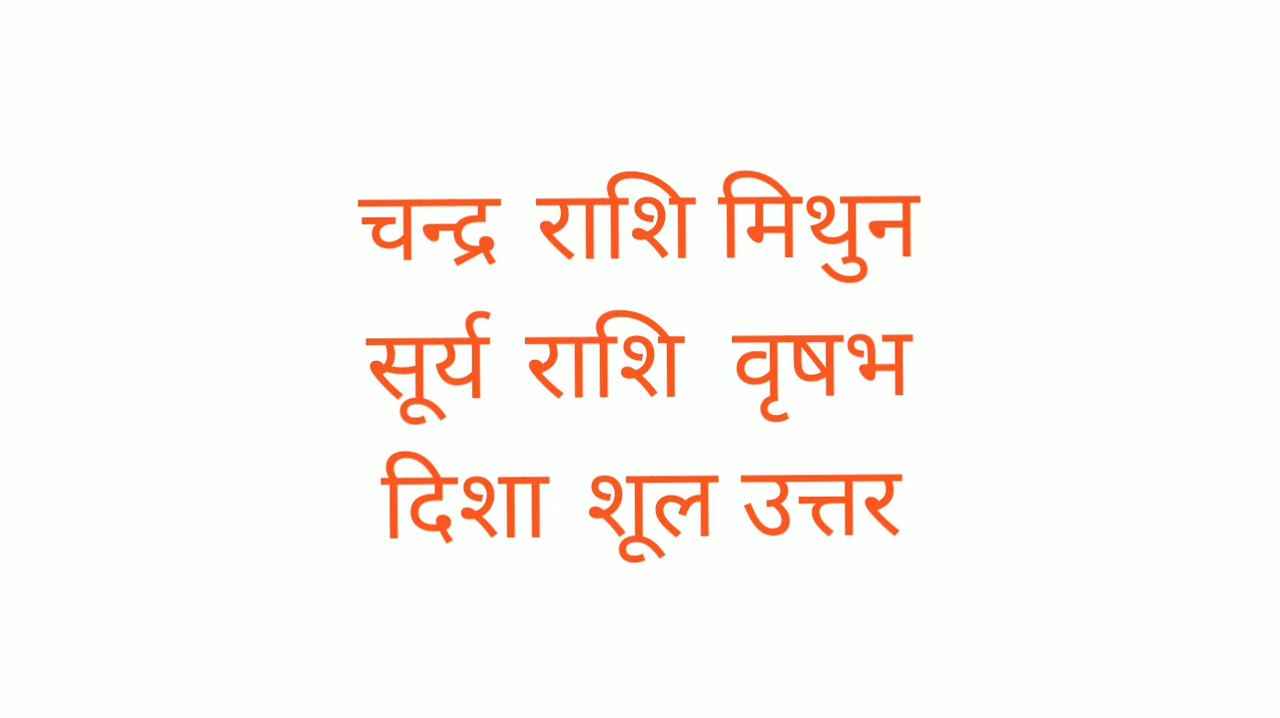 चन्द्र राशि मिथुन
सूर्य राशि वृषभ
दिशा शूल उत्तर